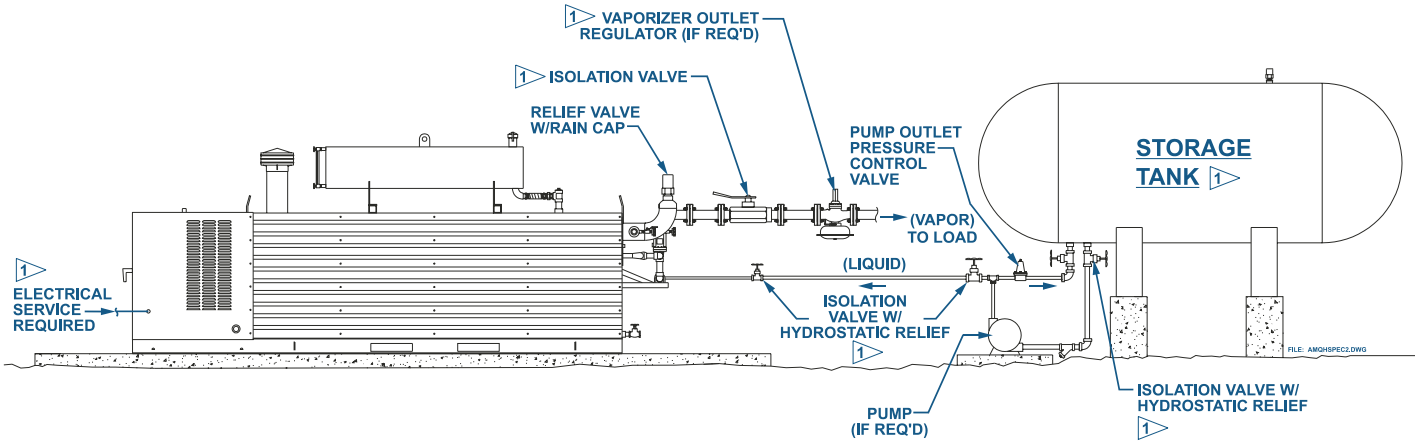 1 VAPORIZER OUTLET
REGULATOR (IF REQ'D)
1 ISOLATION VALVE
RELIEF VALVE
W/RAIN CAP
PUMP OUTLET
PRESSURE
CONTROL
VALVE
STORAGE
TANK 1
(VAPOR)
TO LOAD
(LIQUID)
1
ELECTRICAL
SERVICE
REQUIRED
ISOLATION
VALVE W/
HYDROSTATIC RELIEF
1
FILE: AMQHSPEC2.DWG
PUMP
(IF REQ'D)
ISOLATION VALVE W/
HYDROSTATIC RELIEF
1